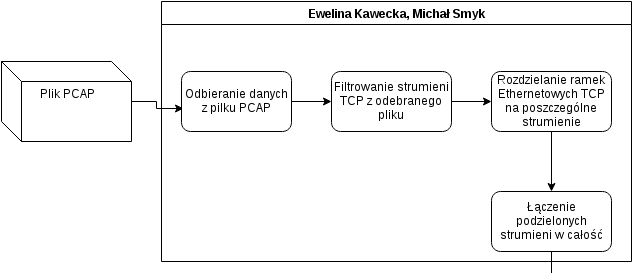 Ewelina Kawecka, Michał Smyk
Plik PCAP
Odbieranie danych
z pilku PCAP
Filtrowanie strumieni
TCP z odebranego
pliku
Rozdzielanie ramek
Ethernetowych TCP
na poszczególne
strumienie
Łączenie
podzielonych
strumieni w całość